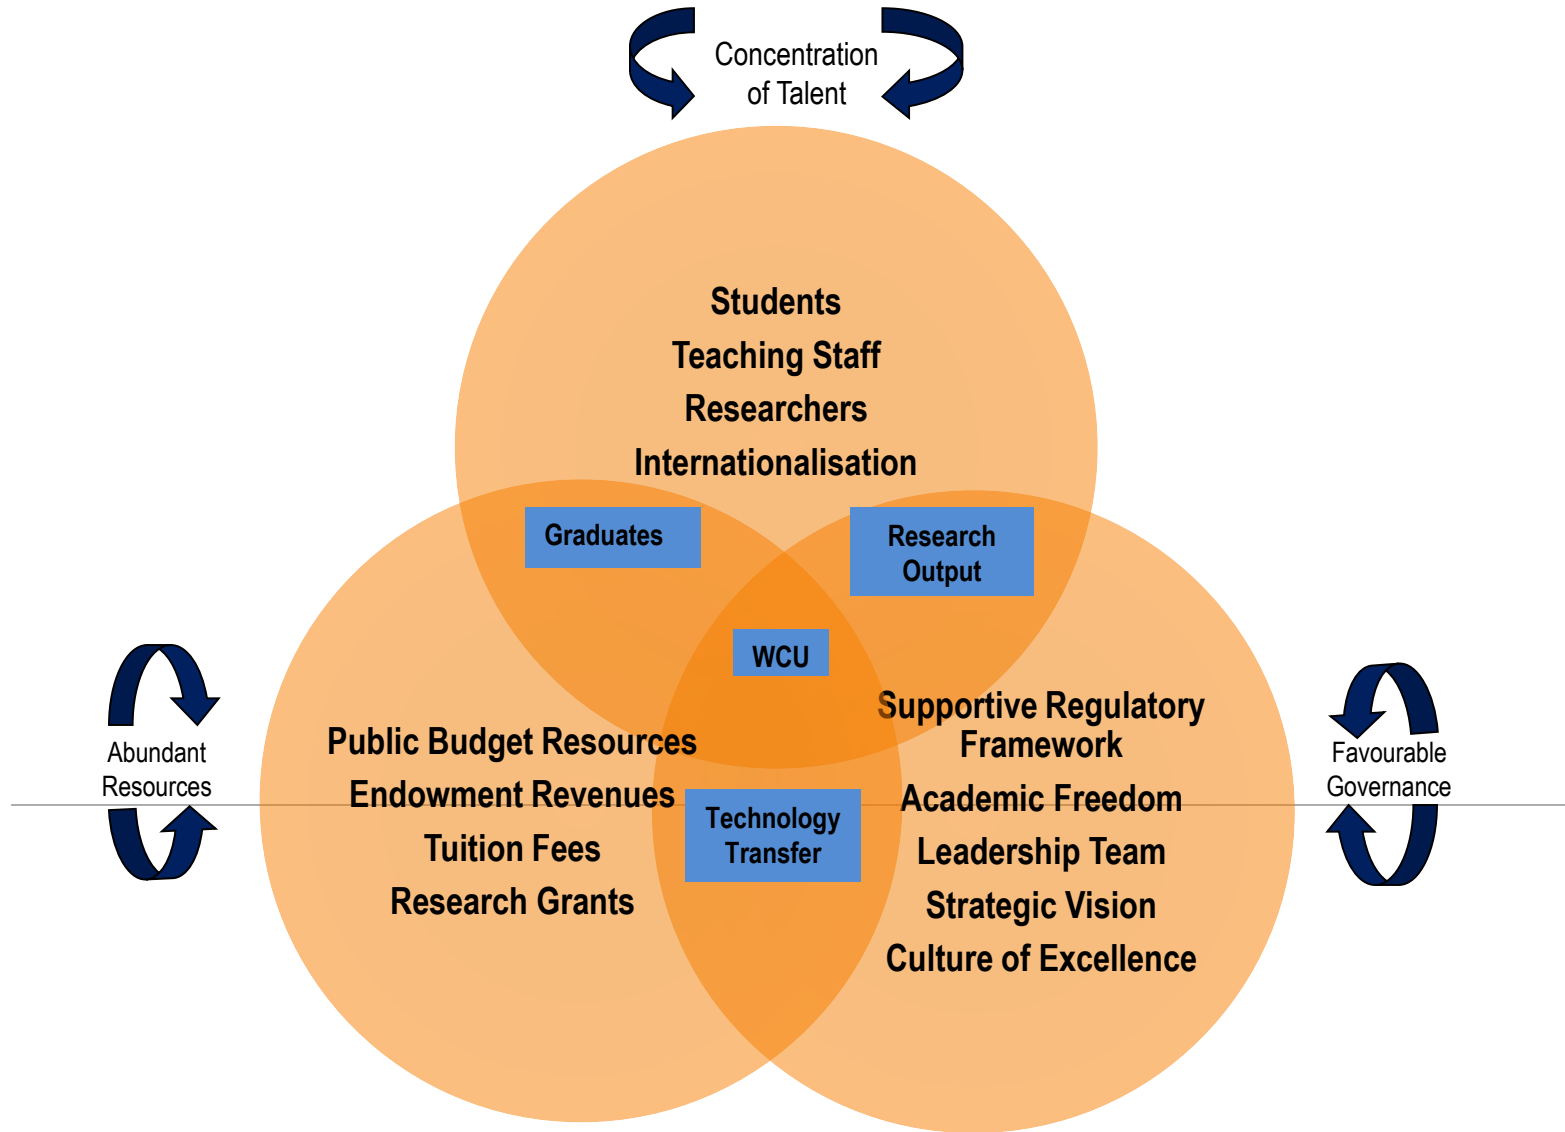 Concentration
of Talent
Students
Teaching Staff
Researchers
Internationalisation
Graduates
Research
Output
WCU
Abundant
Resources
Public Budget Resources
Endowment Revenues
Tuition Fees
Research Grants
Technology
Transfer
Supportive Regulatory
Framework
Academic Freedom
Leadership Team
Strategic Vision
Culture of Excellence
Favourable
Governance